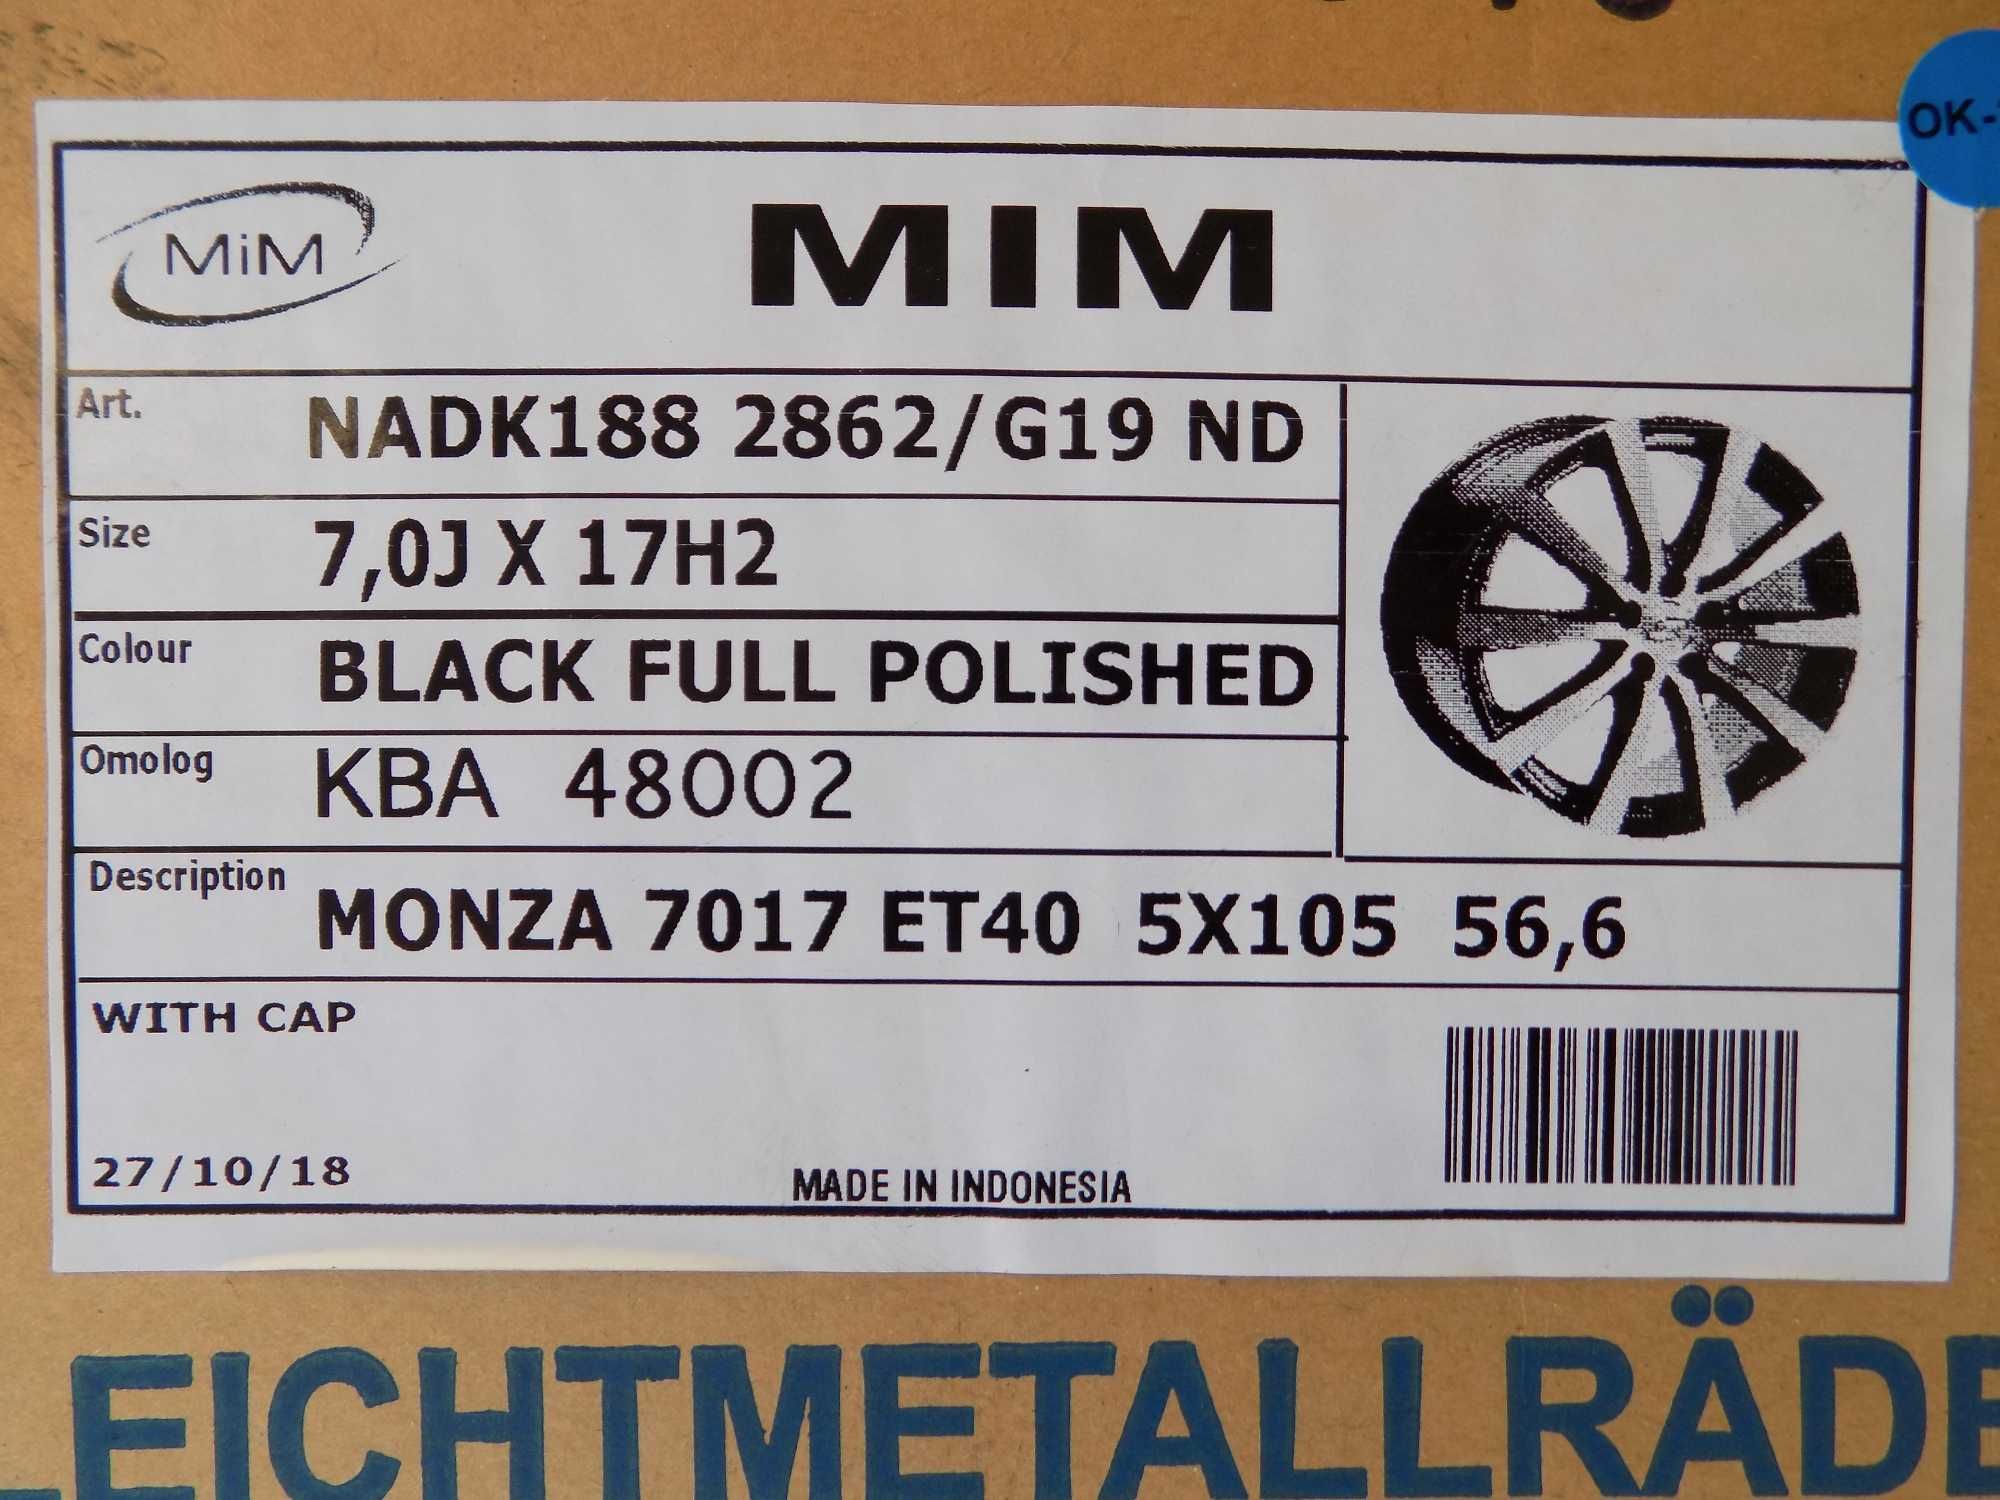 OK-
MiM
MIM
Art. NADK188 2862/G19 ND
Size 7,0J X 17H2
Colour BLACK FULL POLISHED
Omolog KBA 48002
Description MONZA 7017 ET40 5X105 56,6
WITH CAP
27/10/18
MADE IN INDONESIA
EICHTMETALLRÄDE